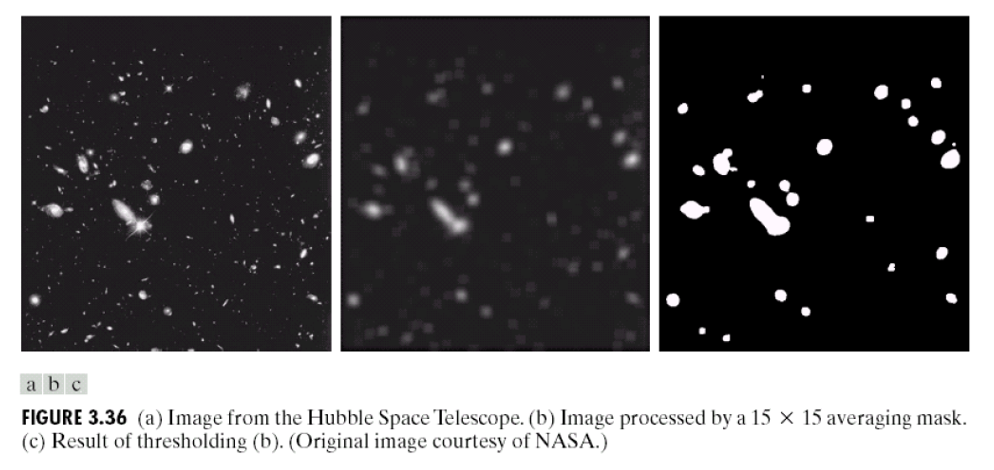 a b c
FIGURE 3.36 (a) Image from the Hubble Space Telescope. (b) Image processed by a 15 × 15 averaging mask.
(c) Result of thresholding (b). (Original image courtesy of NASA.)